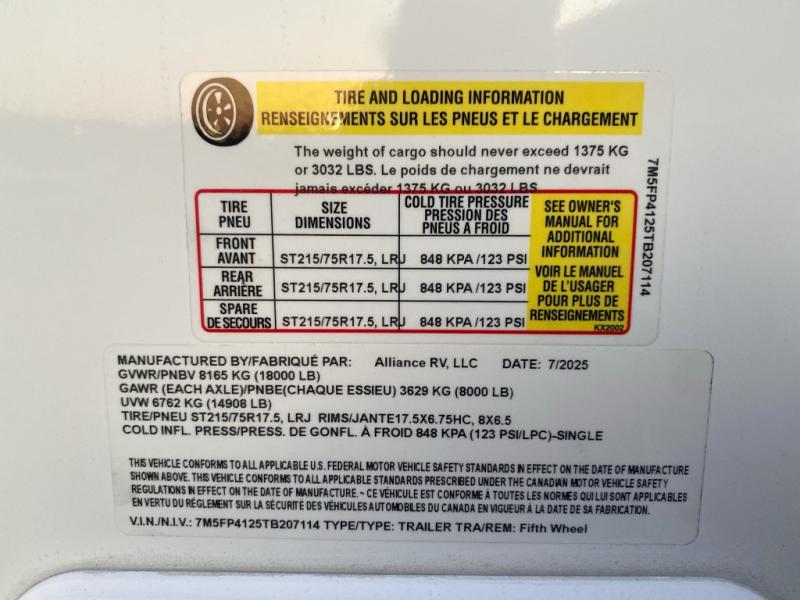 TIRE AND LOADING INFORMATION
RENSEIGNEMENTS SUR LES PNEUS ET LE CHARGEMENT
The weight of cargo should never exceed 1375 KG
or 3032 LBS. Le poids de chargement ne devrait
jamais excéder 1375 KG ou 3032 LBS
TIRE PNEU
SIZE DIMENSIONS
COLD TIRE PRESSURE
PRESSION DES
PNEUS A FROID
SEE OWNER'S
MANUAL FOR
ADDITIONAL
INFORMATION
VOIR LE MANUEL
DE L'USAGER
POUR PLUS DE
RENSEIGNEMENTS
KX2002
FRONT AVANT ST215/75R17.5, LRJ 848 KPA /123 PSI
REAR ARRIÈRE ST215/75R17.5, LRJ 848 KPA /123 PSI
SPARE DE SECOURS ST215/75R17.5, LRJ 848 KPA /123 PSI
7M5FP4125TB207114
MANUFACTURED BY/FABRIQUÉ PAR: Alliance RV, LLC DATE: 7/2025
GVWR/PNBV 8165 KG (18000 LB)
GAWR (EACH AXLE)/PNBE(CHAQUE ESSIEU) 3629 KG (8000 LB)
UVW 6762 KG (14908 LB)
TIRE/PNEU ST215/75R17.5, LRJ RIMS/JANTE17.5X6.75HC, 8X6.5
COLD INFL. PRESS/PRESS. DE GONFL. À FROID 848 KPA (123 PSI/LPC)-SINGLE
THIS VEHICLE CONFORMS TO ALL APPLICABLE U.S. FEDERAL MOTOR VEHICLE SAFETY STANDARDS IN EFFECT ON THE DATE OF MANUFACTURE
SHOWN ABOVE. THIS VEHICLE CONFORMS TO ALL APPLICABLE STANDARDS PRESCRIBED UNDER THE CANADIAN MOTOR VEHICLE SAFETY
REGULATIONS IN EFFECT ON THE DATE OF MANUFACTURE.~ CE VÉHICULE EST CONFORME À TOUTES LES NORMES QUI LUI SONT APPLICABLES
EN VERTU DU RÈGLEMENT SUR LA SÉCURITÉ DES VÉHICULES AUTOMOBILES DU CANADA EN VIGUEUR À LA DATE DE SA FABRICATION.
V.I.N./N.I.V.: 7M5FP4125TB207114 TYPE/TYPE: TRAILER TRA/REM: Fifth Wheel